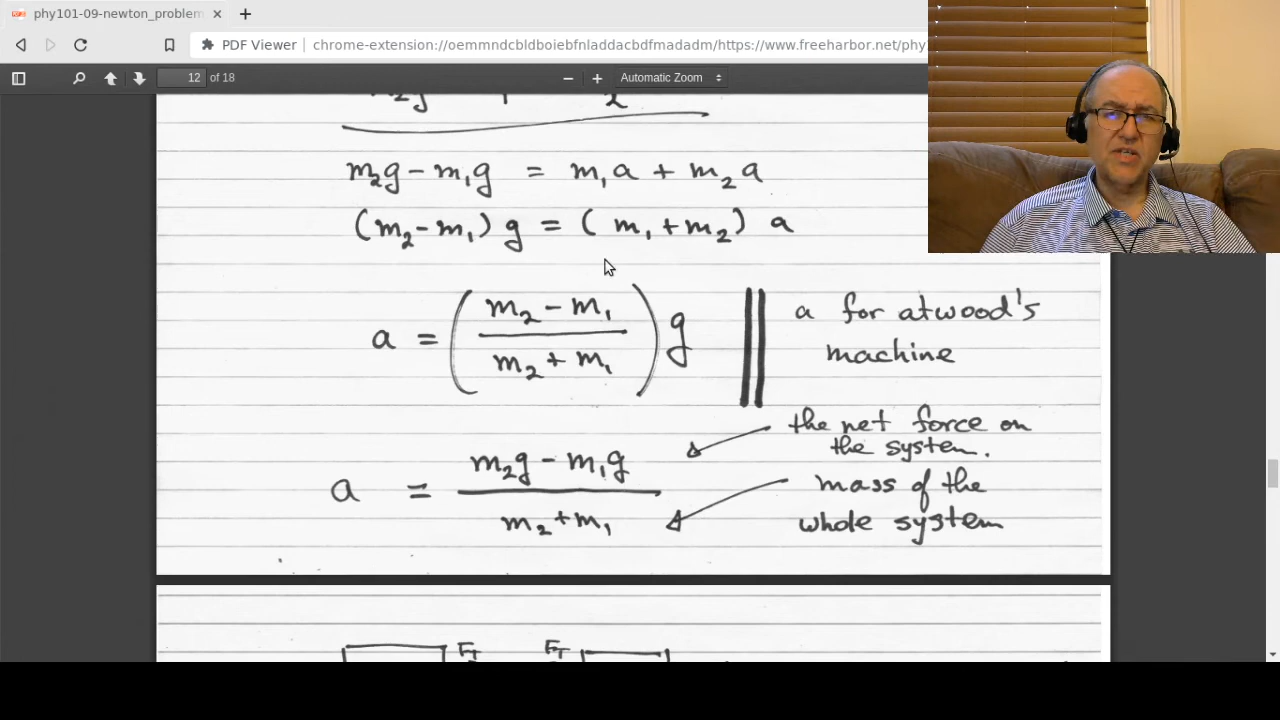 phy101-09-newton_problem
PDF Viewer chrome-extension://oemmndcbldboiebfnladdacbdfmadadm/https://www.freeharbor.net/phy
12 of 18 Automatic Zoom
m₂g - m₁g = m₁a + m₂a
(m₂ - m₁) g = (m₁ + m₂) a
a = ((m₂ - m₁) / (m₂ + m₁)) g
a for atwood's
machine
the net force on
the system.
a = (m₂g - m₁g) / (m₂ + m₁)
mass of the
whole system
F_T F_T